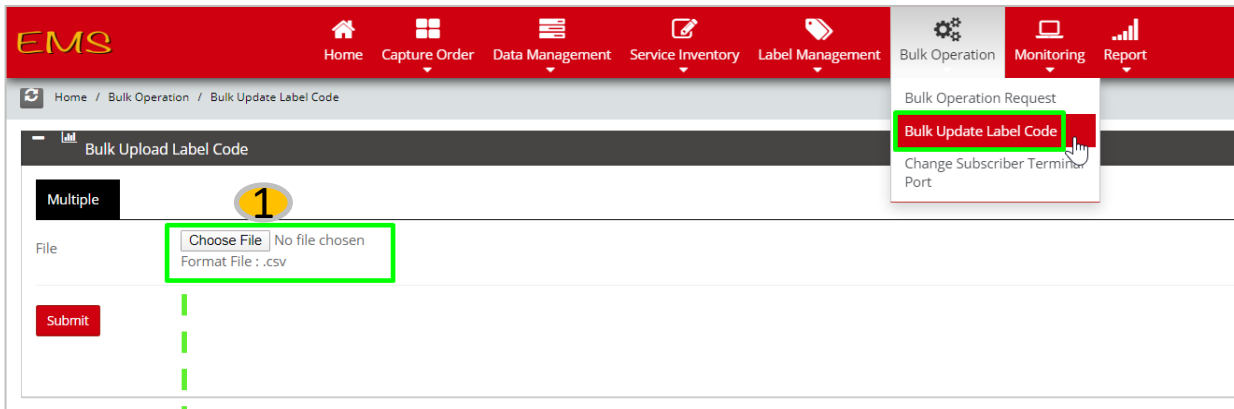 EMS
Home Capture Order Data Management Service Inventory Label Management Bulk Operation Monitoring Report
Home / Bulk Operation / Bulk Update Label Code
Bulk Operation Request
Bulk Update Label Code
Change Subscriber Terminal
Port
Bulk Upload Label Code
Multiple
1
File
Choose File No file chosen
Format File : .csv
Submit